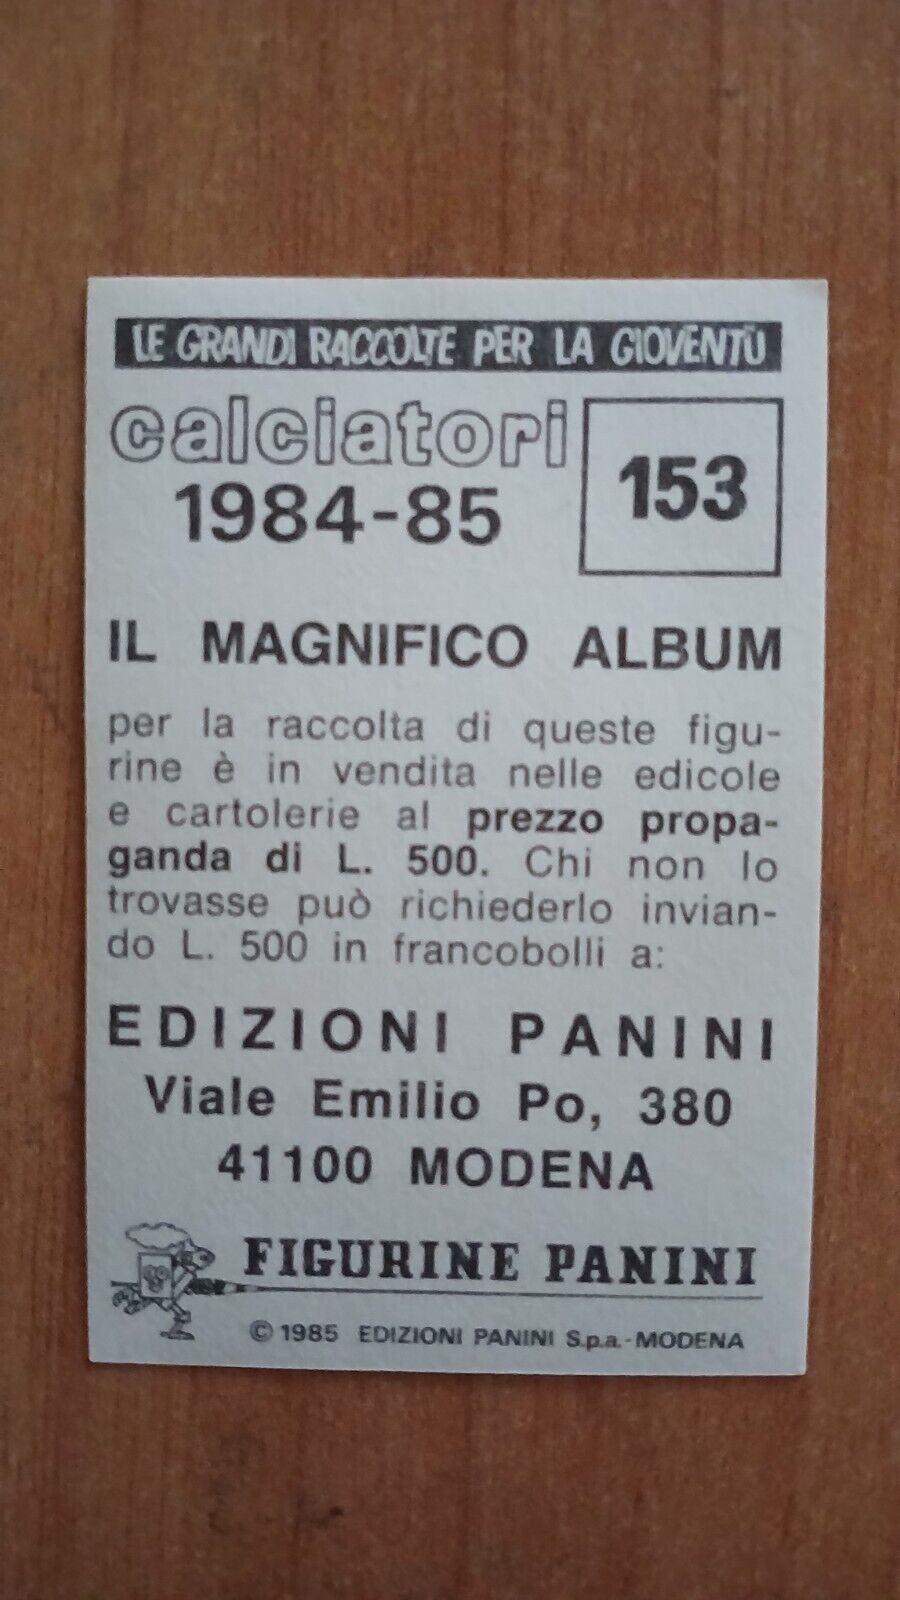 LE GRANDI RACCOLTE PER LA GIOVENTÙ
calciatori
1984-85
153
IL MAGNIFICO ALBUM
per la raccolta di queste figu-
rine è in vendita nelle edicole
e cartolerie al prezzo propa-
ganda di L. 500. Chi non lo
trovasse può richiederlo invian-
do L. 500 in francobolli a:
EDIZIONI PANINI
Viale Emilio Po, 380
41100 MODENA
FIGURINE PANINI
© 1985 EDIZIONI PANINI S.p.a.-MODENA